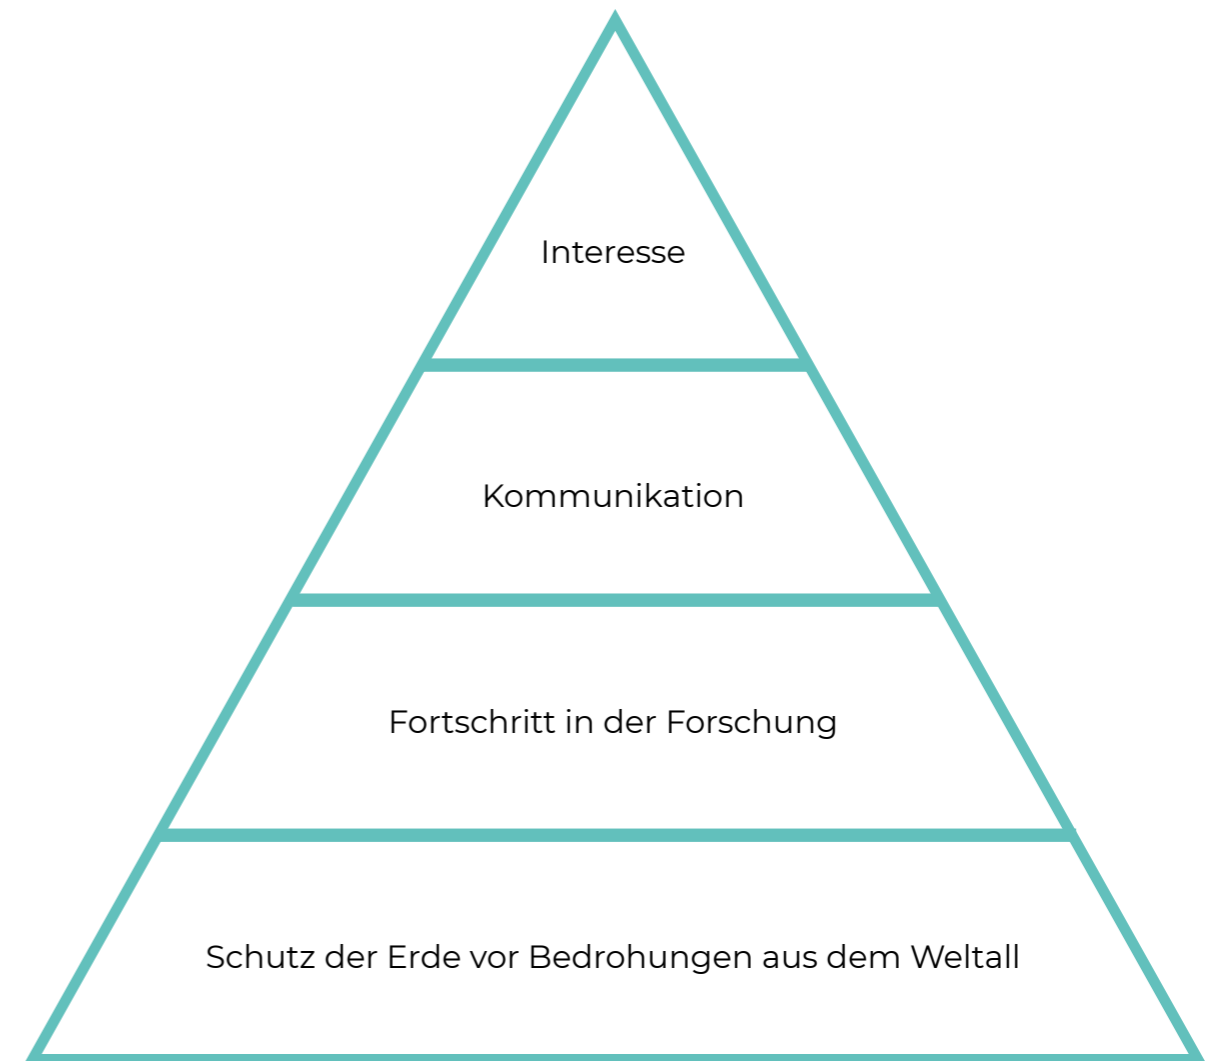 Interesse
Kommunikation
Fortschritt in der Forschung
Schutz der Erde vor Bedrohungen aus dem Weltall